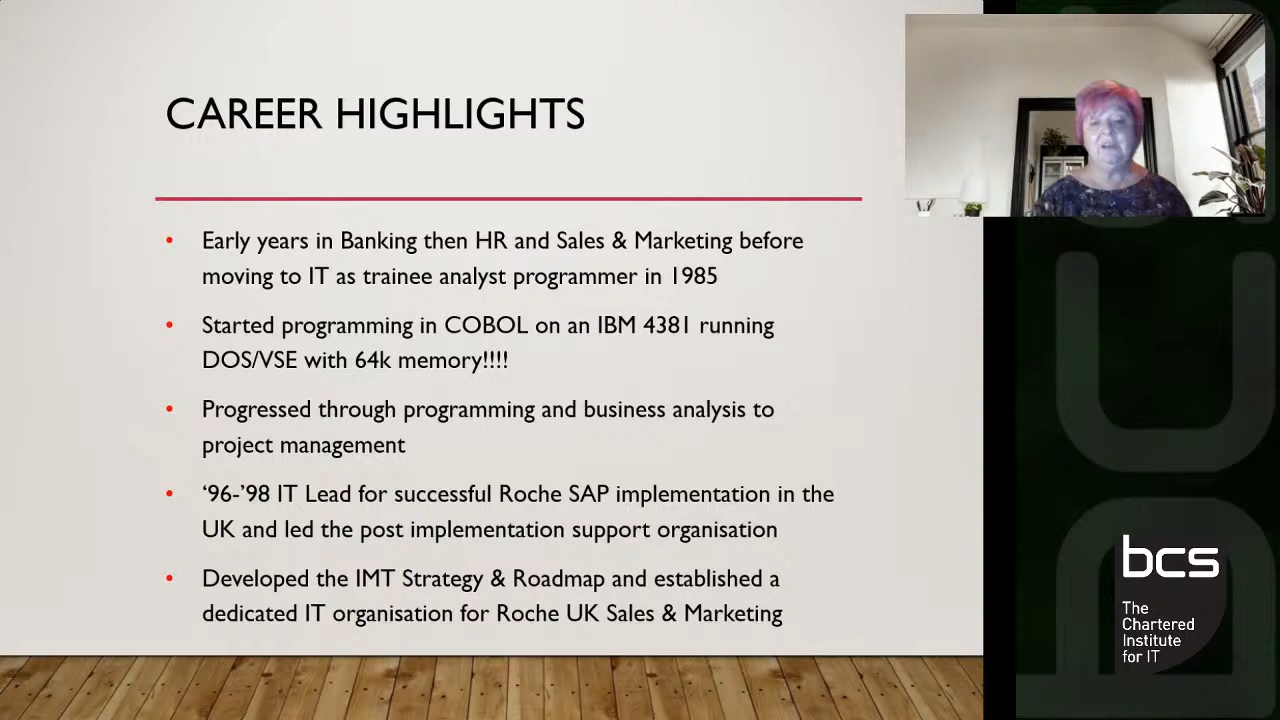 CAREER HIGHLIGHTS
• Early years in Banking then HR and Sales & Marketing before
moving to IT as trainee analyst programmer in 1985
• Started programming in COBOL on an IBM 4381 running
DOS/VSE with 64k memory!!!!
• Progressed through programming and business analysis to
project management
• ‘96-’98 IT Lead for successful Roche SAP implementation in the
UK and led the post implementation support organisation
• Developed the IMT Strategy & Roadmap and established a
dedicated IT organisation for Roche UK Sales & Marketing
bcs
The
Chartered
Institute
for IT